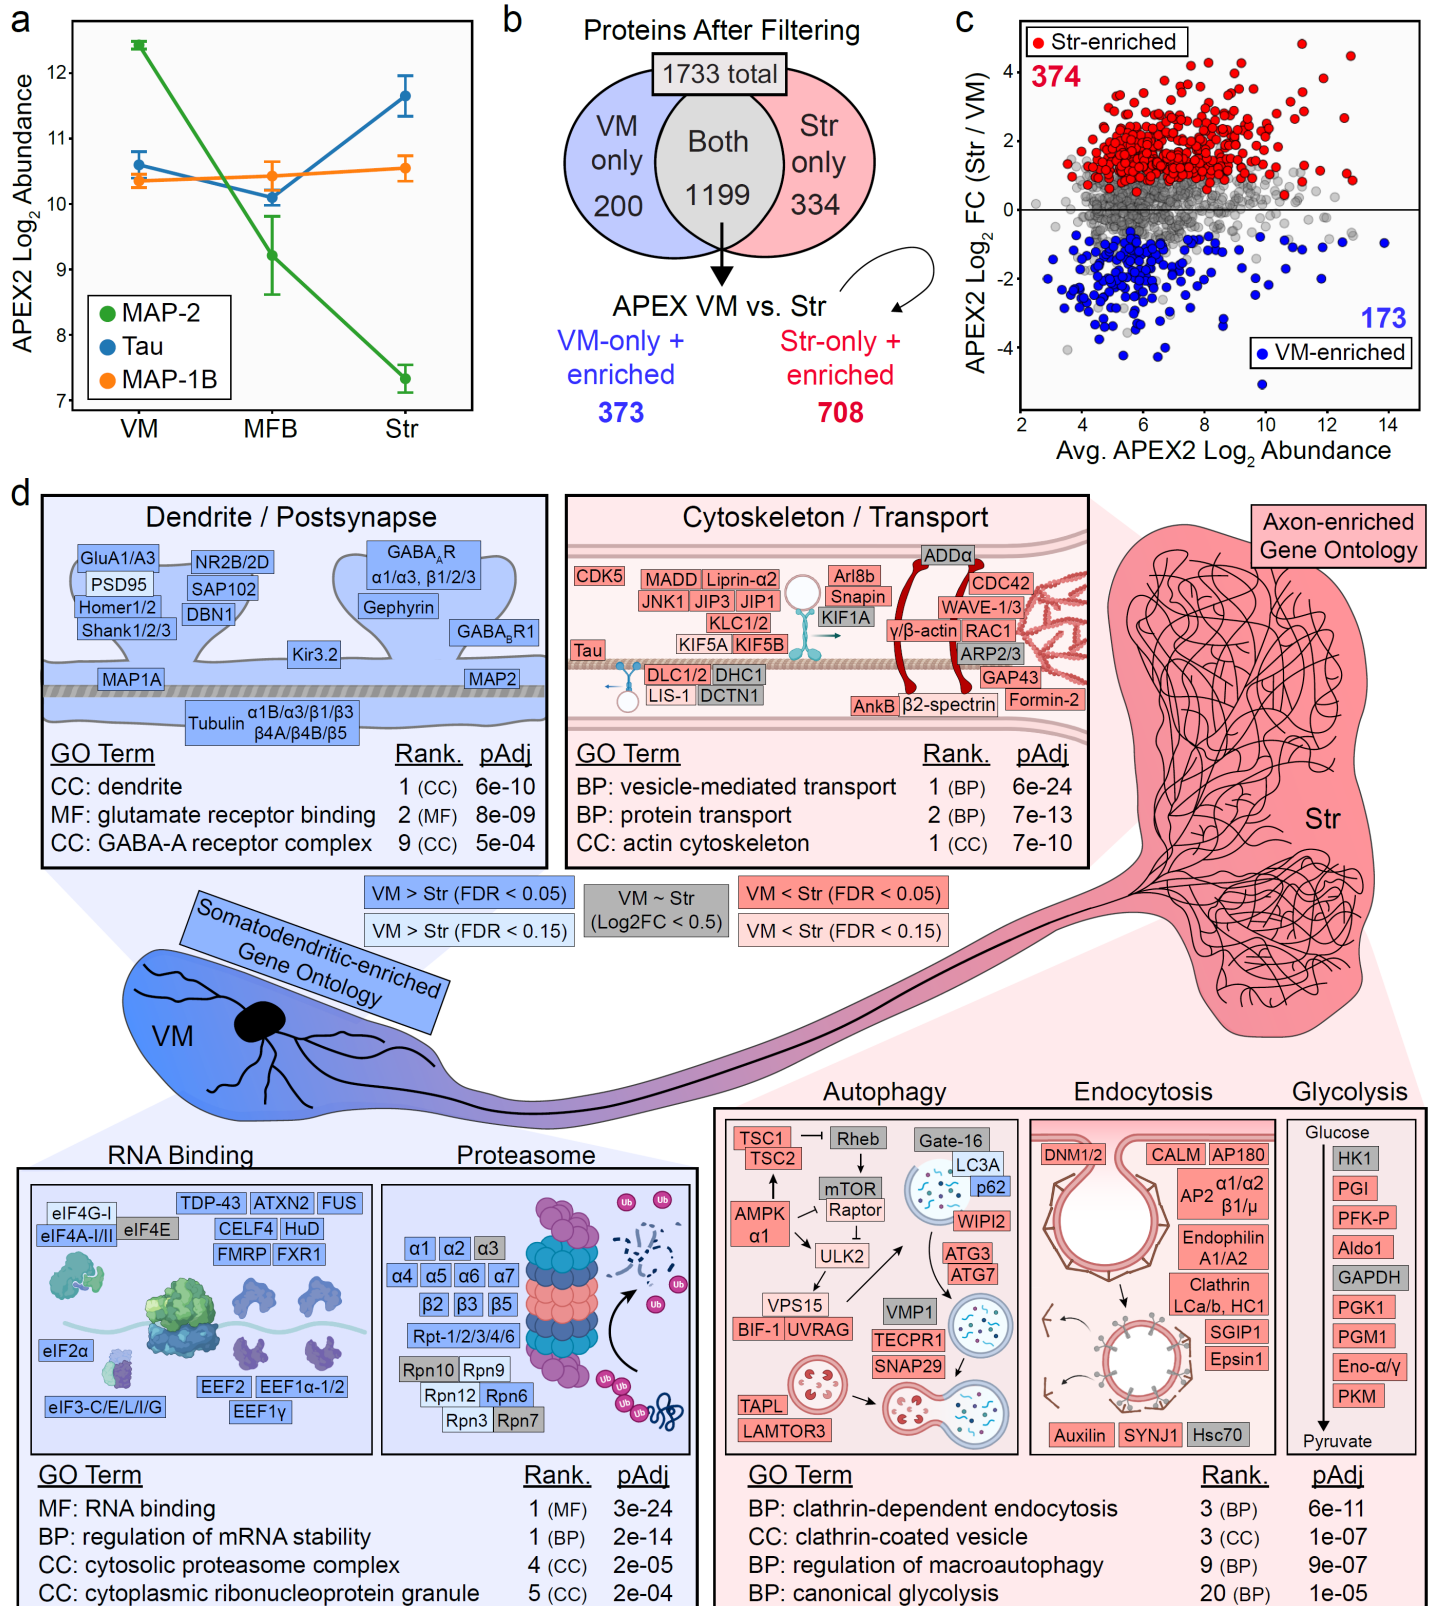 a
APEX2 Log2 Abundance
12
11
10
9
8
7
MAP-2
Tau
MAP-1B
VM
MFB
Str
b
Proteins After Filtering
1733 total
VM only
200
Both
1199
Str only
334
APEX VM vs. Str
VM-only + enriched
373
Str-only + enriched
708
c
APEX2 Log2 FC (Str / VM)
Str-enriched
374
4
2
0
-2
-4
173
VM-enriched
2
4
6
8
10
12
14
Avg. APEX2 Log2 Abundance
d
Dendrite / Postsynapse
GluA1/A3
PSD95
Homer1/2
Shank1/2/3
NR2B/2D
SAP102
DBN1
GABAAR
α1/α3, β1/2/3
Gephyrin
GABABR1
Kir3.2
MAP1A
MAP2
Tubulin α1B/α3/β1/β3
β4A/β4B/β5
GO Term Rank. pAdj
CC: dendrite 1 (CC) 6e-10
MF: glutamate receptor binding 2 (MF) 8e-09
CC: GABA-A receptor complex 9 (CC) 5e-04
Cytoskeleton / Transport
ADDα
CDK5
MADD
Liprin-α2
JNK1
JIP3
JIP1
KLC1/2
KIF5A
KIF5B
Arl8b
Snapin
KIF1A
CDC42
WAVE-1/3
γ/β-actin
RAC1
ARP2/3
GAP43
Formin-2
Tau
DLC1/2
DHC1
LIS-1
DCTN1
AnkB
β2-spectrin
GO Term Rank. pAdj
BP: vesicle-mediated transport 1 (BP) 6e-24
BP: protein transport 2 (BP) 7e-13
CC: actin cytoskeleton 1 (CC) 7e-10
Axon-enriched
Gene Ontology
Str
VM > Str (FDR < 0.05)
VM > Str (FDR < 0.15)
VM ~ Str
(Log2FC < 0.5)
VM < Str (FDR < 0.05)
VM < Str (FDR < 0.15)
Somatodendritic-enriched
Gene Ontology
VM
RNA Binding
eIF4G-I
eIF4A-I/II
eIF4E
TDP-43
ATXN2
FUS
CELF4
HuD
FMRP
FXR1
eIF2α
eIF3-C/E/L/I/G
EEF2
EEF1α-1/2
EEF1γ
Proteasome
α1
α2
α3
α4
α5
α6
α7
β2
β3
β5
Rpt-1/2/3/4/6
Rpn10
Rpn9
Rpn12
Rpn6
Rpn3
Rpn7
Ub
Ub
Ub
Ub
Ub
Ub
Ub
GO Term Rank. pAdj
MF: RNA binding 1 (MF) 3e-24
BP: regulation of mRNA stability 1 (BP) 2e-14
CC: cytosolic proteasome complex 4 (CC) 2e-05
CC: cytoplasmic ribonucleoprotein granule 5 (CC) 2e-04
Autophagy
TSC1
TSC2
Rheb
Gate-16
LC3A
p62
mTOR
Raptor
AMPK
α1
WIPI2
ULK2
ATG3
ATG7
VPS15
BIF-1
UVRAG
VMP1
TECPR1
SNAP29
TAPL
LAMTOR3
Endocytosis
DNM1/2
CALM
AP180
AP2 α1/α2
β1/μ
Endophilin
A1/A2
Clathrin
LCa/b, HC1
SGIP1
Epsin1
Auxilin
SYNJ1
Hsc70
Glycolysis
Glucose
HK1
PGI
PFK-P
Aldo1
GAPDH
PGK1
PGM1
Eno-α/γ
PKM
Pyruvate
GO Term Rank. pAdj
BP: clathrin-dependent endocytosis 3 (BP) 6e-11
CC: clathrin-coated vesicle 3 (CC) 1e-07
BP: regulation of macroautophagy 9 (BP) 9e-07
BP: canonical glycolysis 20 (BP) 1e-05